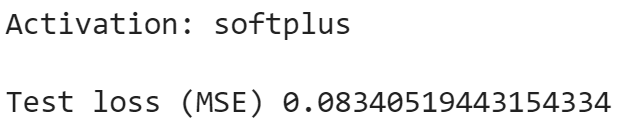 Activation: softplus
Test loss (MSE) 0.08340519443154334